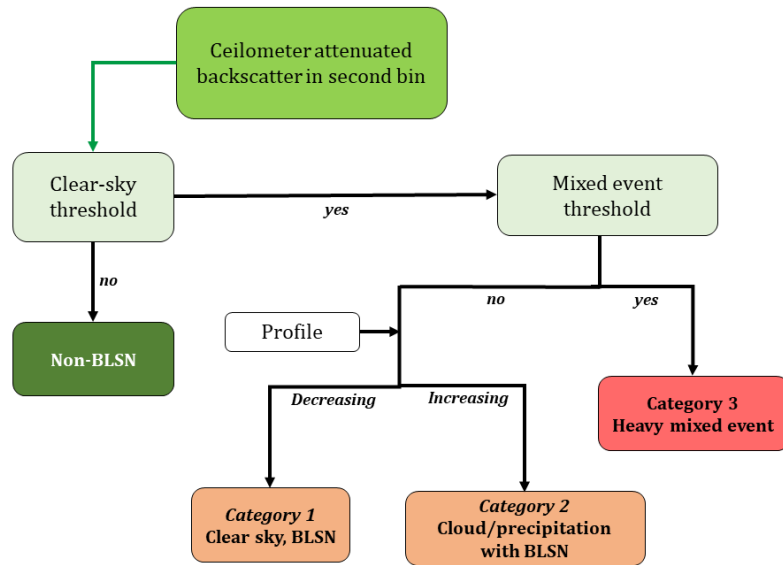 Ceilometer attenuated
backscatter in second bin
Clear-sky
threshold
yes
Mixed event
threshold
no
no
yes
Profile
Non-BLSN
Decreasing
Increasing
Category 3
Heavy mixed event
Category 1
Clear sky, BLSN
Category 2
Cloud/precipitation
with BLSN